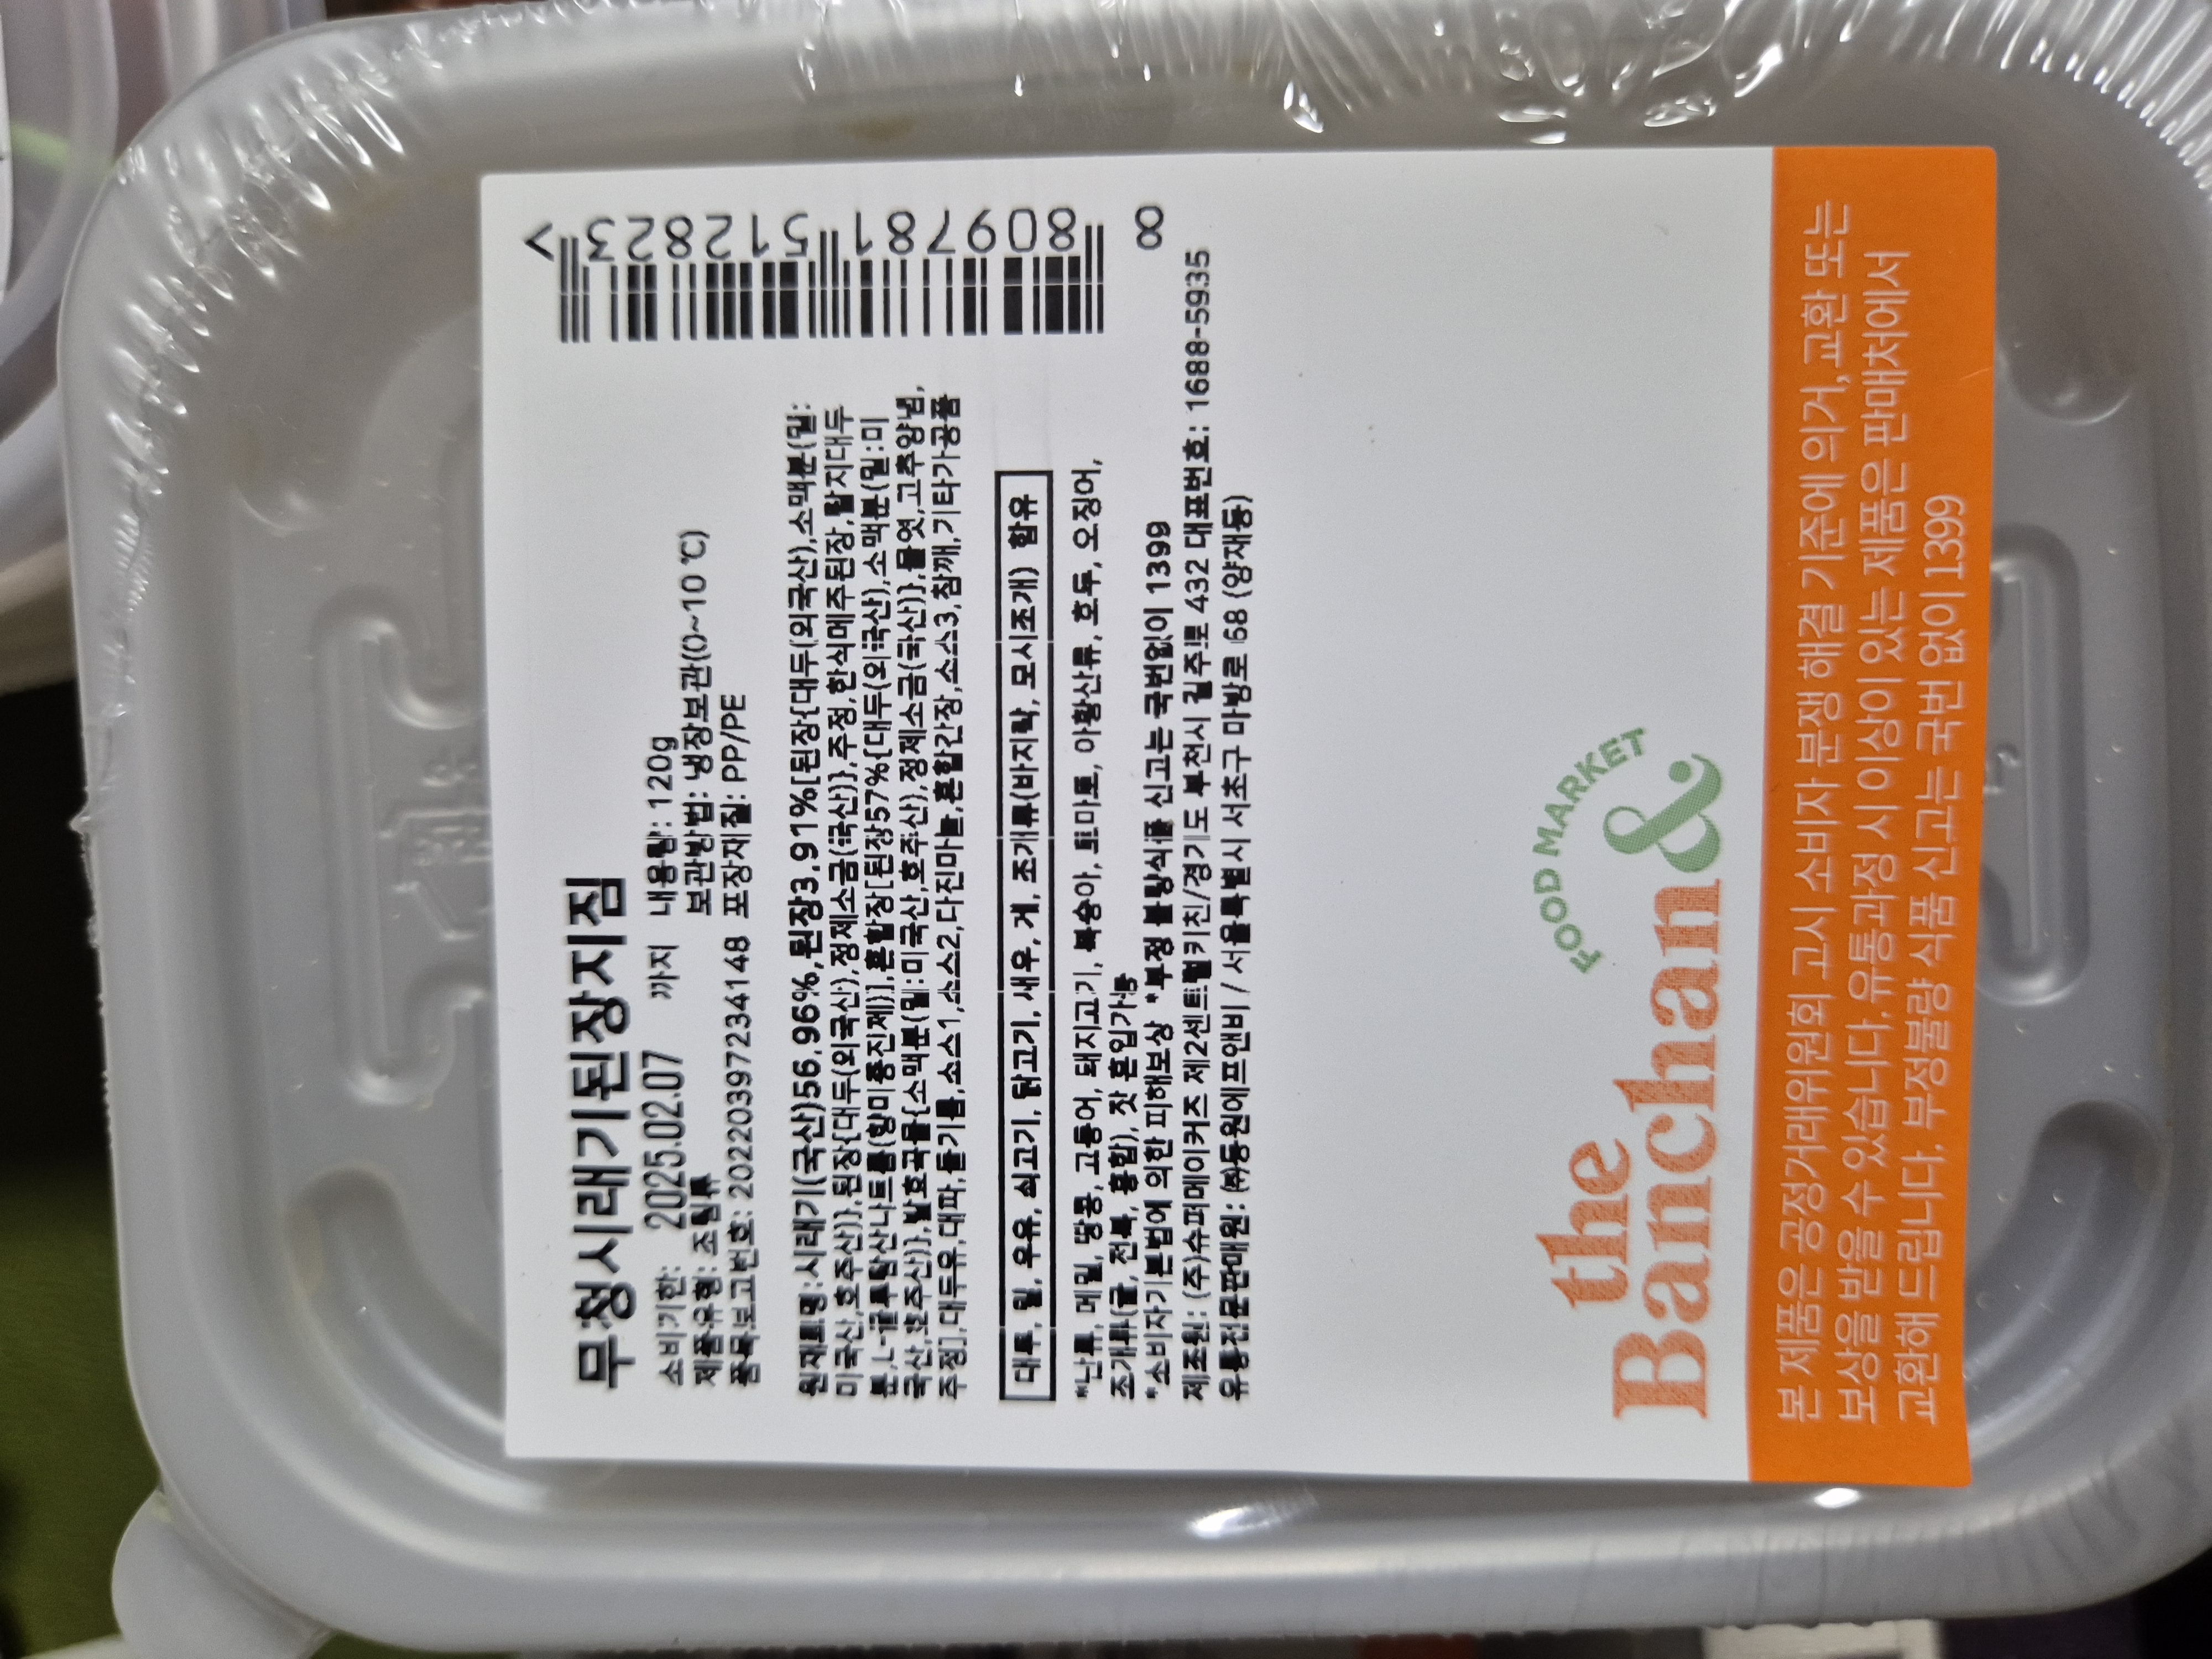 무청시래기된장지짐
소비기한: 2025.02.07 까지 내용량: 120g
제품유형: 조림류 보관방법: 냉장보관(0~10℃)
품목보고번호: 20220397234148 포장재질: PP/PE
원재료명:시래기(국산)56.96%,된장3.91%[된장{대두(외국산),소맥분(밀:
미국산,호주산)},된장{대두(외국산),정제소금(국산)},주정,한식메주된장,탈지대두
분,L-글루탐산나트륨(향미증진제)],혼합장[된장57%{대두(외국산),소맥분(밀:미
국산,호주산)},발효곡물{소맥분(밀:미국산,호주산),정제소금(국산)},물엿,고추양념,
주정],대두유,대파,들기름,소스1,소스2,다진마늘,혼합간장,소스3,참깨,기타가공품
대두, 밀, 우유, 쇠고기, 닭고기, 새우, 게, 조개류(바지락, 모시조개) 함유
*난류, 메밀, 땅콩, 고등어, 돼지고기, 복숭아, 토마토, 아황산류, 호두, 오징어,
조개류(굴, 전복, 홍합), 잣 혼입가능
*소비자기본법에 의한 피해보상 *부정 불량식품 신고는 국번없이 1399
제조원: (주)슈퍼메이커즈 제2센트럴키친/경기도 부천시 길주로 432 대표번호: 1688-5935
유통전문판매원: ㈜동원에프앤비 / 서울특별시 서초구 마방로 68 (양재동)
8 809781 512823 >
FOOD MARKET
the
Banchan&
본 제품은 공정거래위원회 고시 소비자 분쟁 해결 기준에 의거,교환 또는
보상을 받을 수 있습니다. 유통과정 시 이상이 있는 제품은 판매처에서
교환해 드립니다. 부정불량 식품 신고는 국번 없이 1399